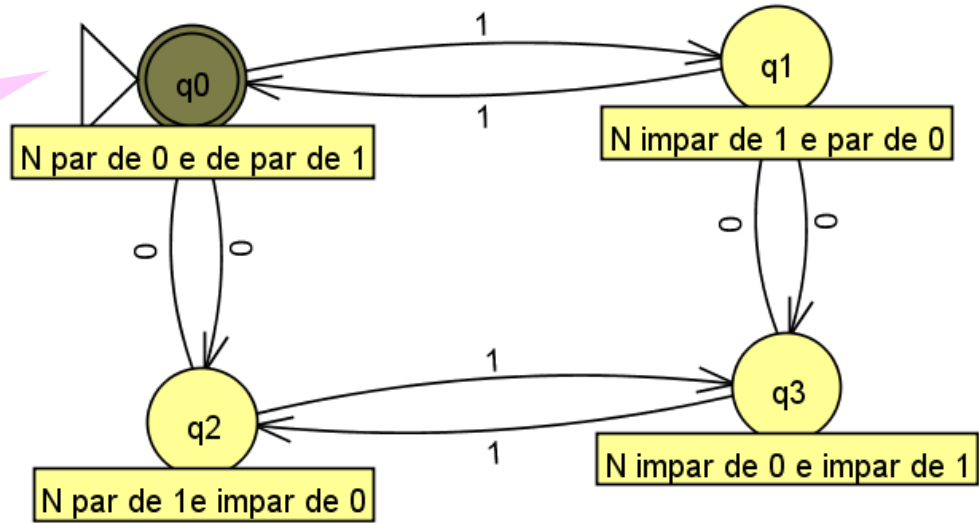 1
q0
q1
1
N par de 0 e de par de 1
N impar de 1 e par de 0
0
0
0
0
1
q2
q3
1
N par de 1e impar de 0
N impar de 0 e impar de 1